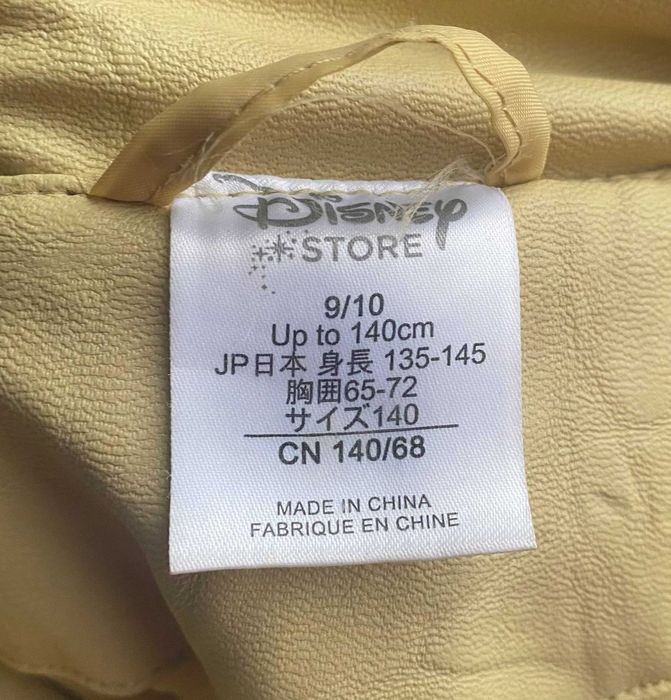 Disney
STORE
9/10
Up to 140cm
JP日本 身長 135-145
胸囲65-72
サイズ140
CN 140/68
MADE IN CHINA
FABRIQUE EN CHINE